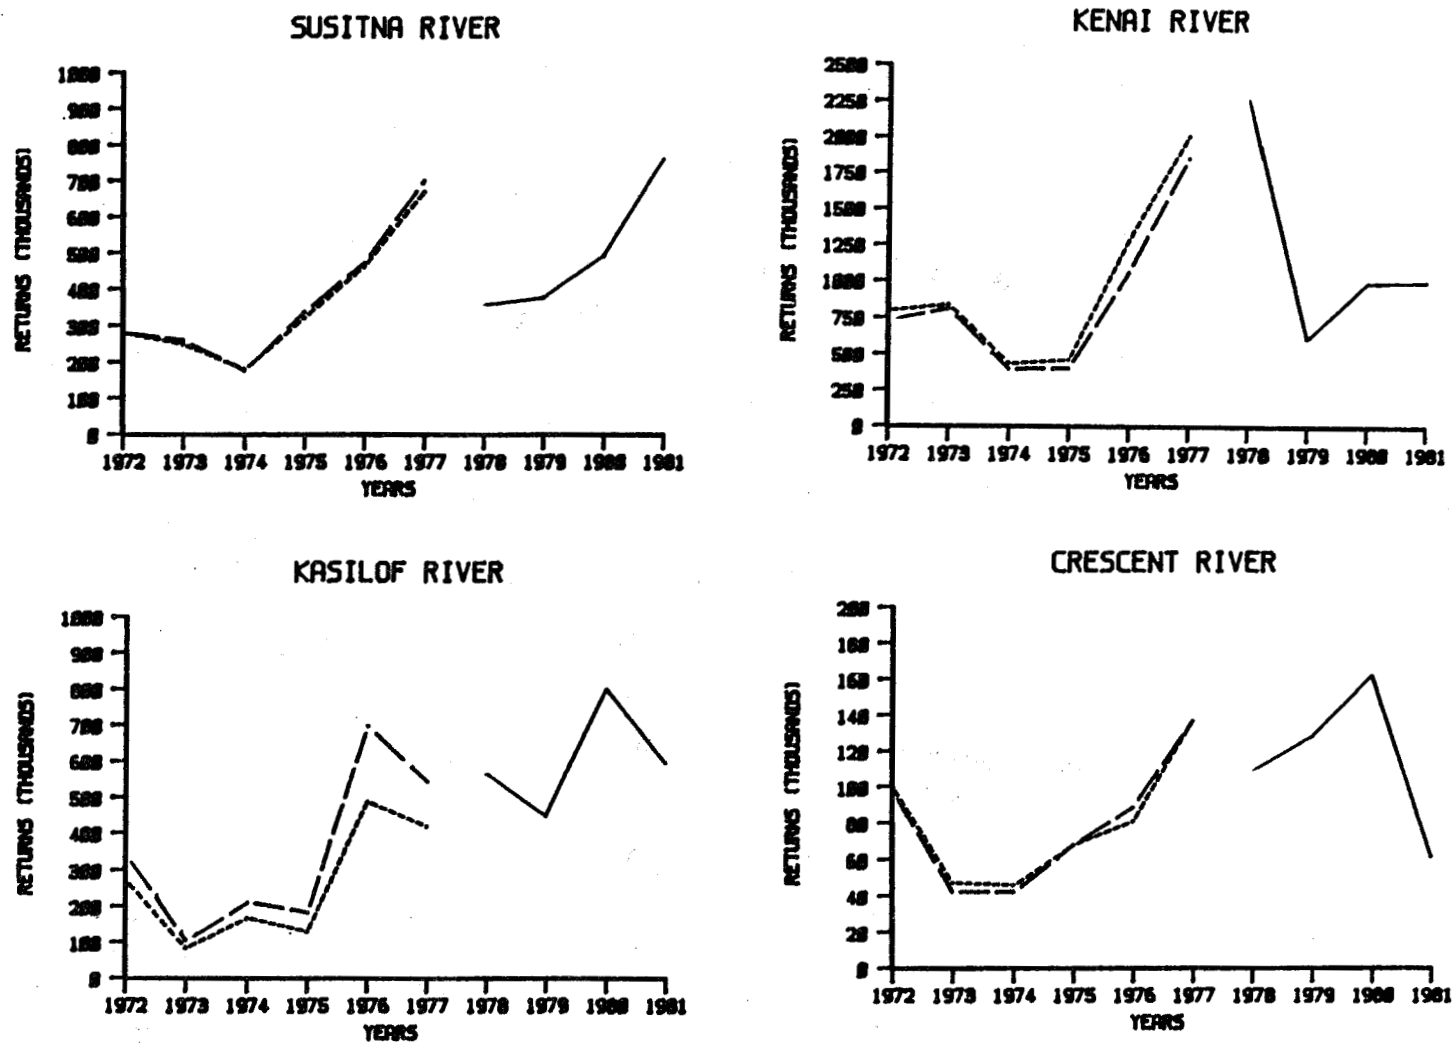 SUSITNA RIVER
1000
900
800
700
600
500
400
300
200
100
0
RETURNS (THOUSANDS)
1972 1973 1974 1975 1976 1977 1978 1979 1980 1981
YEARS
KENAI RIVER
2500
2250
2000
1750
1500
1250
1000
750
500
250
0
RETURNS (THOUSANDS)
1972 1973 1974 1975 1976 1977 1978 1979 1980 1981
YEARS
KASILOF RIVER
1000
900
800
700
600
500
400
300
200
100
0
RETURNS (THOUSANDS)
1972 1973 1974 1975 1976 1977 1978 1979 1980 1981
YEARS
CRESCENT RIVER
200
180
160
140
120
100
80
60
40
20
0
RETURNS (THOUSANDS)
1972 1973 1974 1975 1976 1977 1978 1979 1980 1981
YEARS